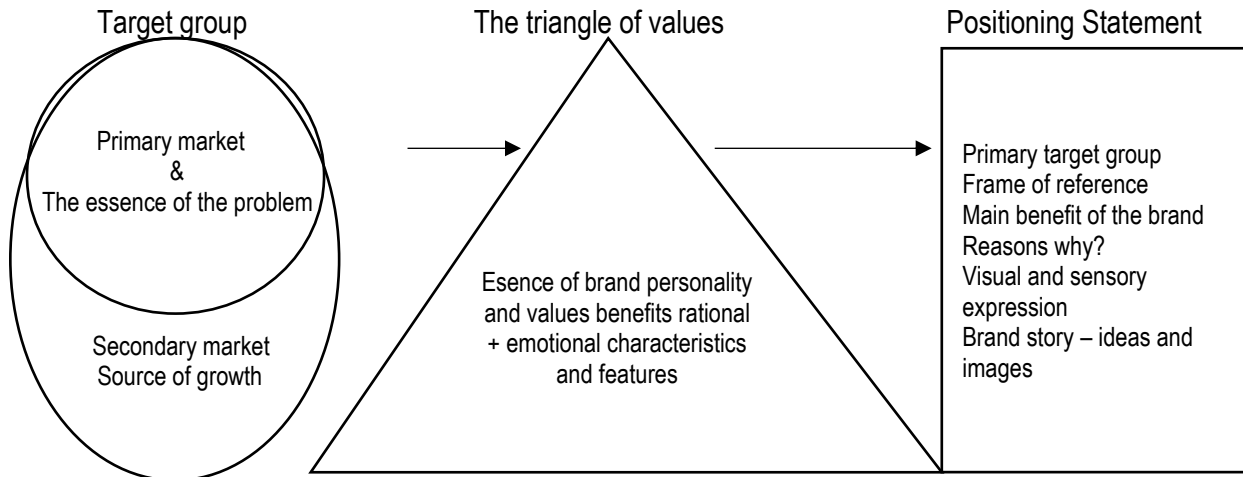 Target group
Primary market
&
The essence of the problem
Secondary market
Source of growth
The triangle of values
Esence of brand personality
and values benefits rational
+ emotional characteristics
and features
Positioning Statement
Primary target group
Frame of reference
Main benefit of the brand
Reasons why?
Visual and sensory
expression
Brand story – ideas and
images